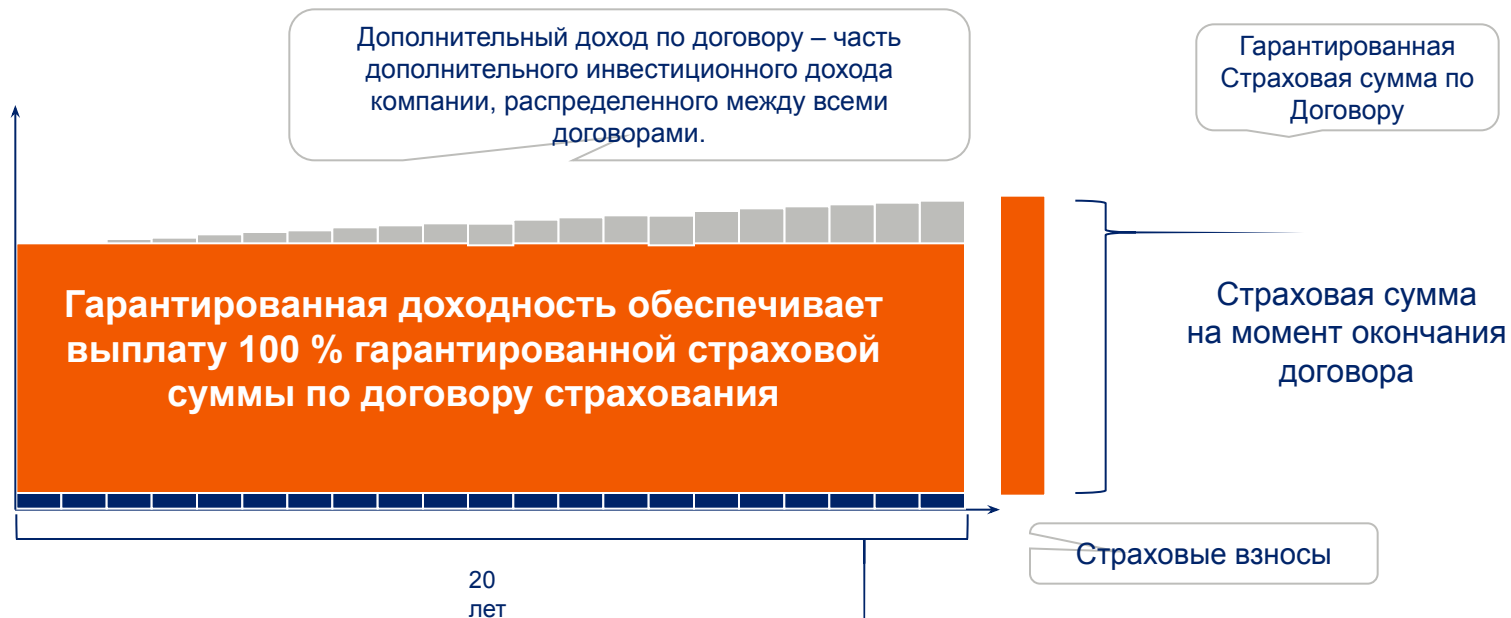 Дополнительный доход по договору – часть
дополнительного инвестиционного дохода
компании, распределенного между всеми
договорами.
Гарантированная
Страховая сумма по
Договору
Гарантированная доходность обеспечивает
выплату 100 % гарантированной страховой
суммы по договору страхования
Страховая сумма
на момент окончания
договора
Страховые взносы
20
лет